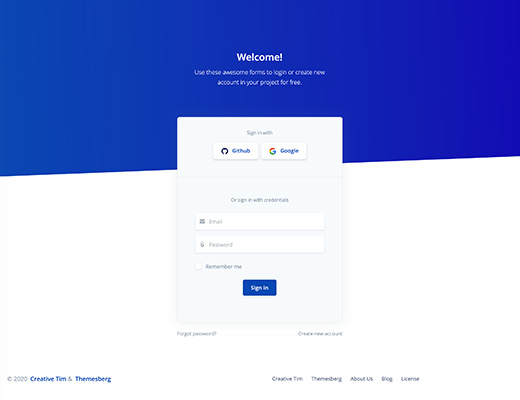 Welcome!
Use these awesome forms to login or create new
account in your project for free.
Sign in with
Github Google
Or sign in with credentials
Email
Password
Remember me
Sign in
Forgot password? Create new account
© 2020 Creative Tim & Themesberg Creative Tim Themesberg About Us Blog License